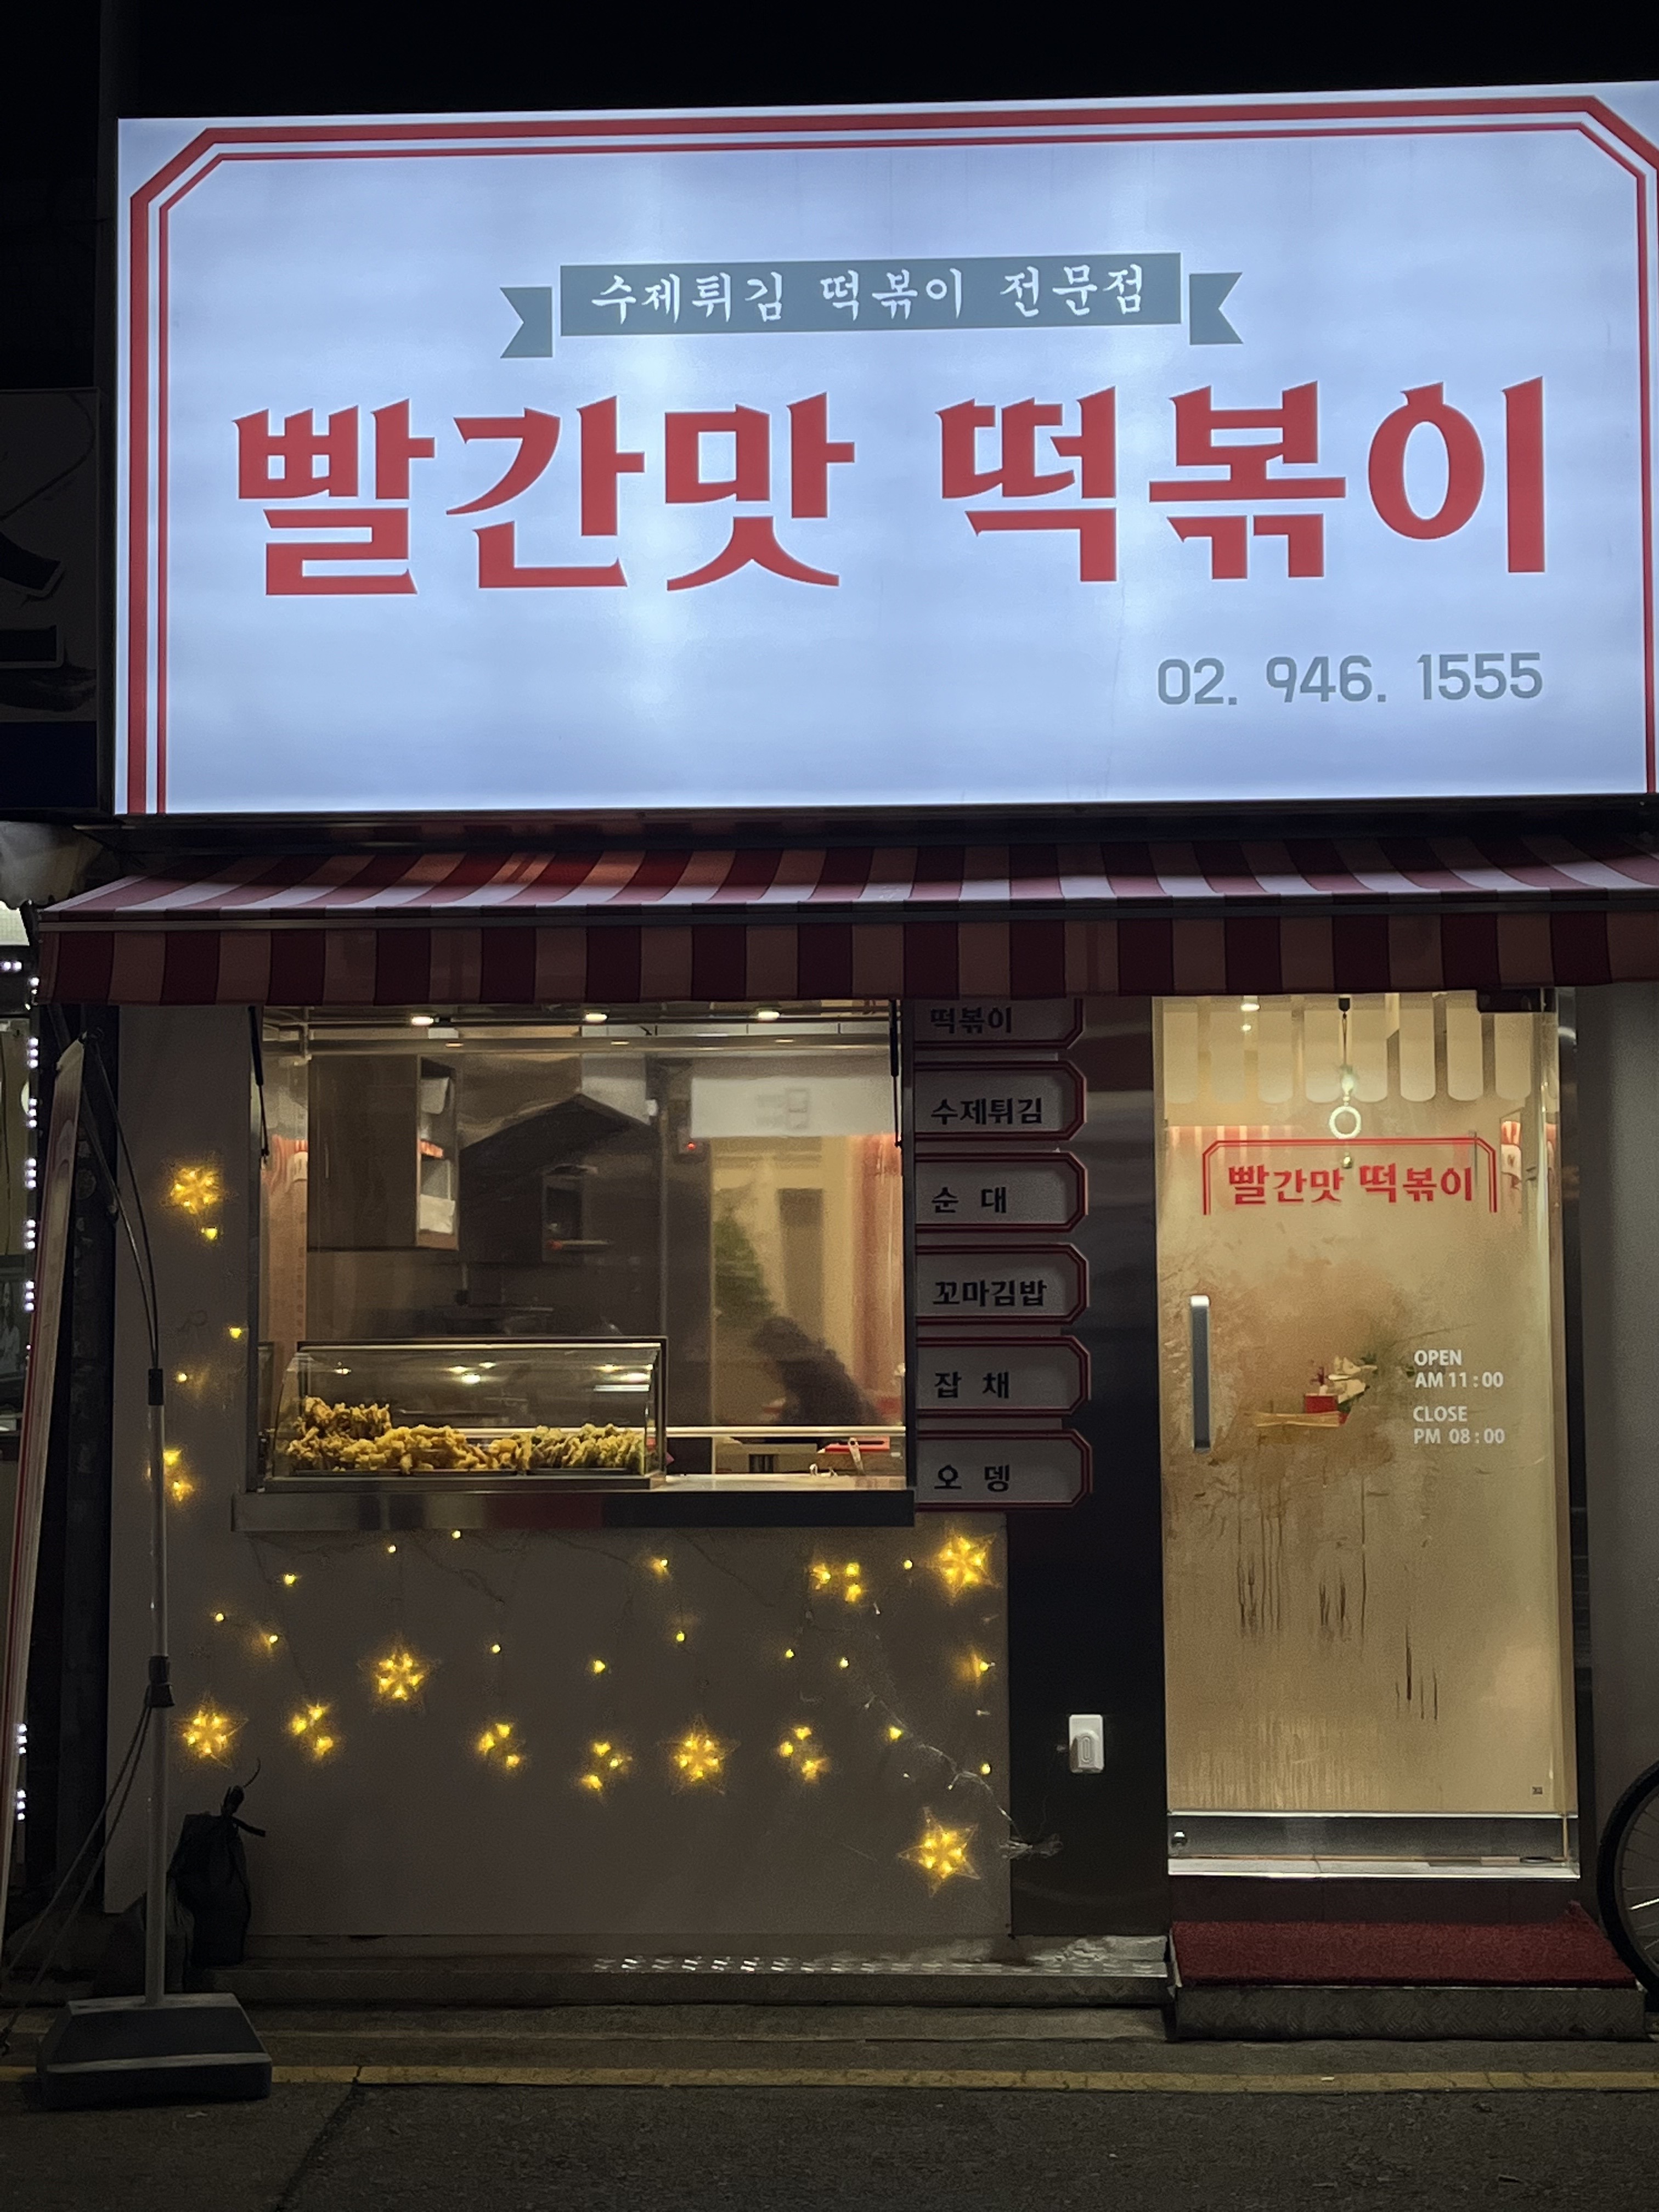 수제튀김 떡볶이 전문점
빨간맛 떡볶이
02. 946. 1555
떡볶이
수제튀김
순 대
꼬마김밥
잡 채
오 뎅
빨간맛 떡볶이
OPEN
AM 11 : 00
CLOSE
PM 08 : 00